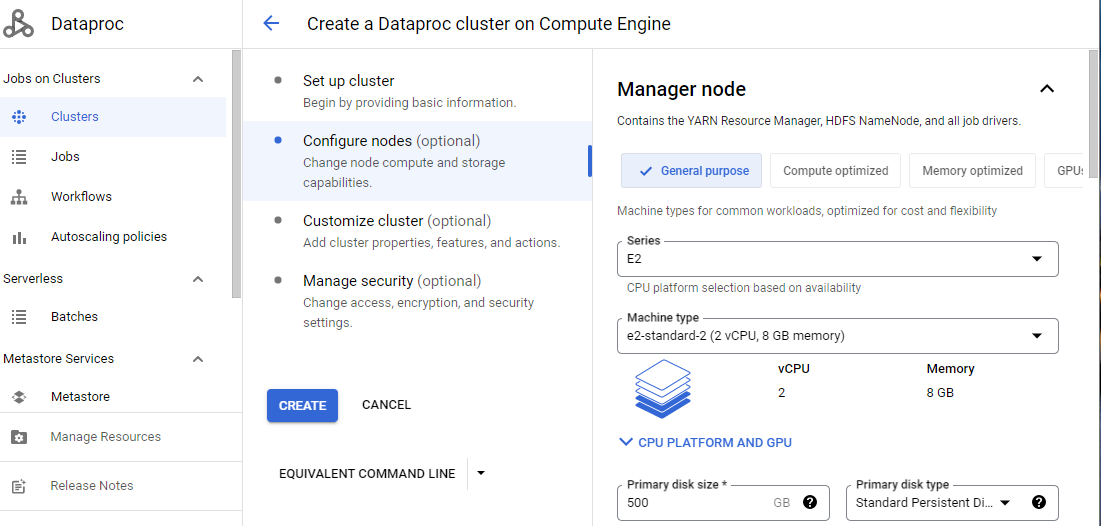 Dataproc
Jobs on Clusters
Clusters
Jobs
Workflows
Autoscaling policies
Serverless
Batches
Metastore Services
Metastore
Manage Resources
Release Notes
Create a Dataproc cluster on Compute Engine
Set up cluster
Begin by providing basic information.
Configure nodes (optional)
Change node compute and storage
capabilities.
Customize cluster (optional)
Add cluster properties, features, and actions.
Manage security (optional)
Change access, encryption, and security
settings.
CREATE CANCEL
EQUIVALENT COMMAND LINE
Manager node
Contains the YARN Resource Manager, HDFS NameNode, and all job drivers.
General purpose Compute optimized Memory optimized GPUs
Machine types for common workloads, optimized for cost and flexibility
Series
E2
CPU platform selection based on availability
Machine type
e2-standard-2 (2 vCPU, 8 GB memory)
vCPU Memory
2 8 GB
CPU PLATFORM AND GPU
Primary disk size * Primary disk type
500 GB ? Standard Persistent Di... ?